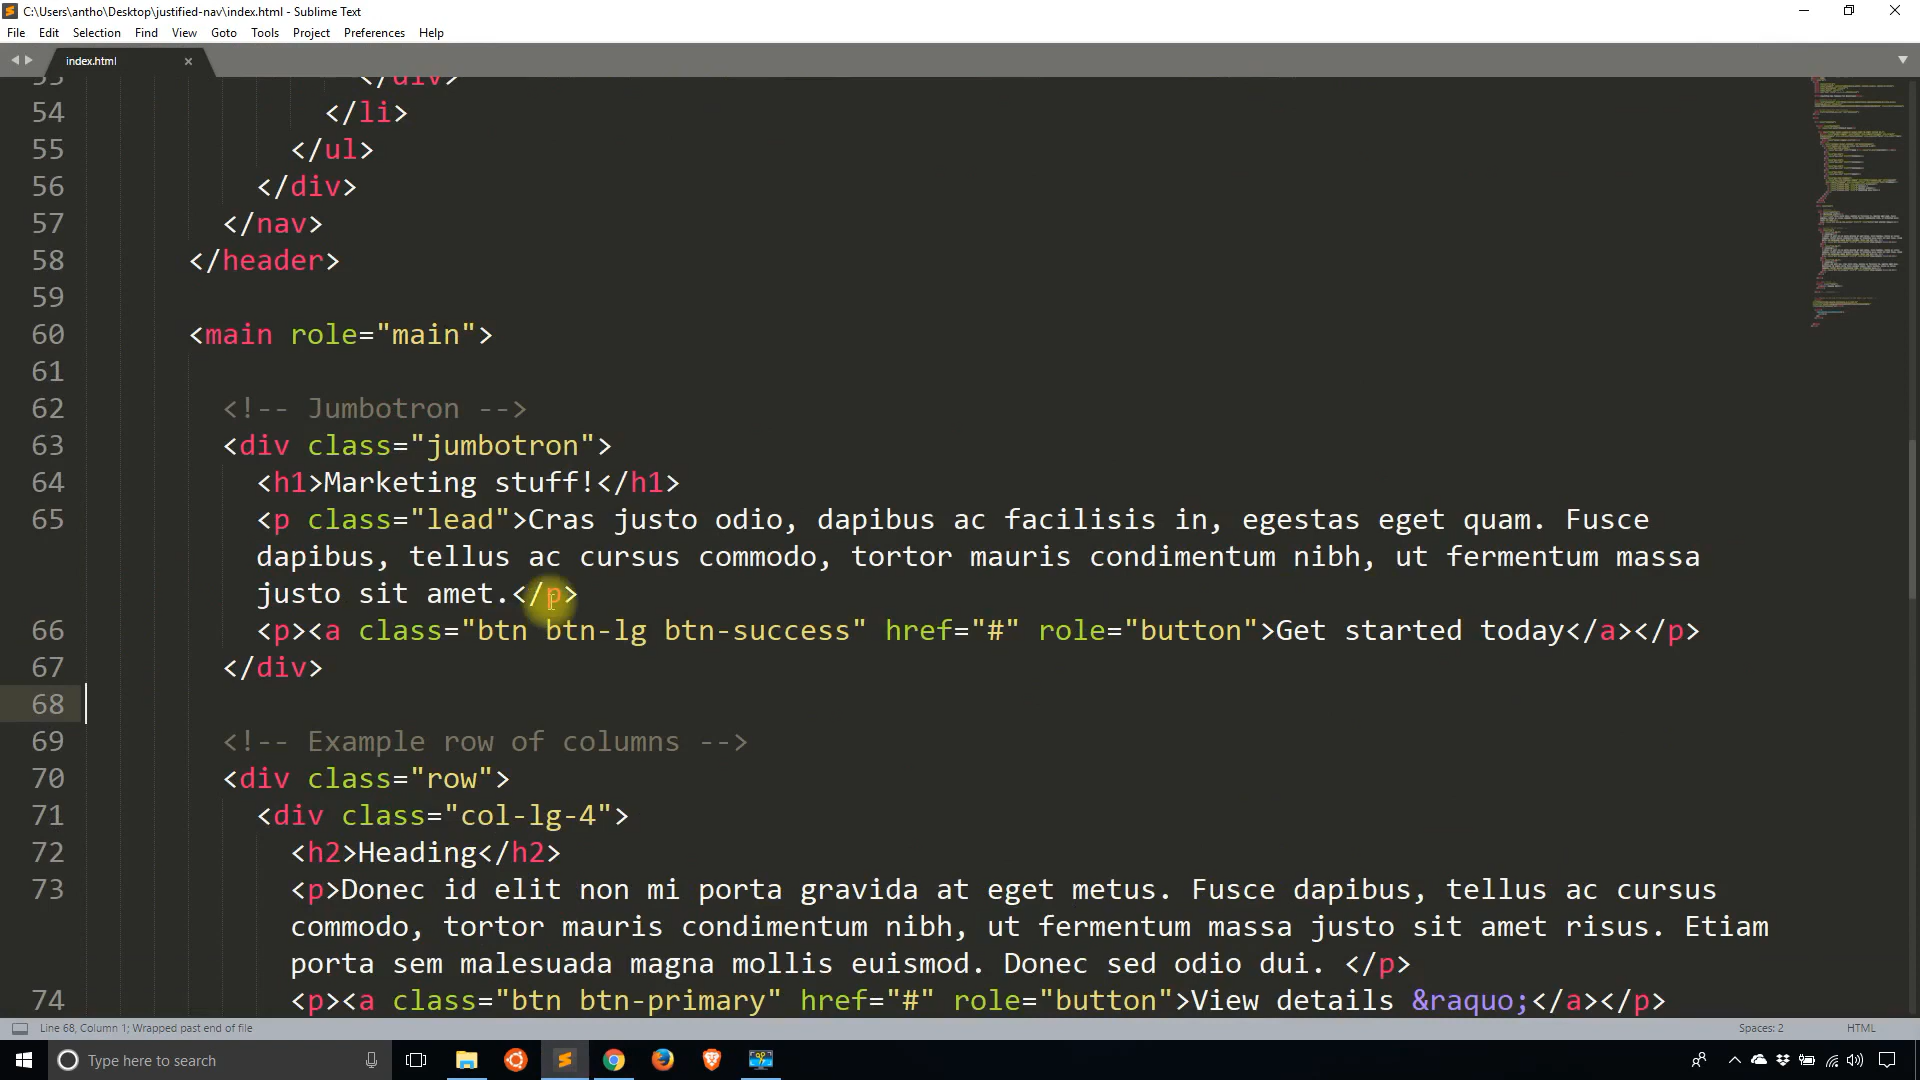 C:\Users\antho\Desktop\justified-nav\index.html - Sublime Text
File Edit Selection Find View Goto Tools Project Preferences Help
index.html
53 </div>
54 </li>
55 </ul>
56 </div>
57 </nav>
58 </header>
59
60 <main role="main">
61
62 <!-- Jumbotron -->
63 <div class="jumbotron">
64 <h1>Marketing stuff!</h1>
65 <p class="lead">Cras justo odio, dapibus ac facilisis in, egestas eget quam. Fusce
dapibus, tellus ac cursus commodo, tortor mauris condimentum nibh, ut fermentum massa
justo sit amet.</p>
66 <p><a class="btn btn-lg btn-success" href="#" role="button">Get started today</a></p>
67 </div>
68
69 <!-- Example row of columns -->
70 <div class="row">
71 <div class="col-lg-4">
72 <h2>Heading</h2>
73 <p>Donec id elit non mi porta gravida at eget metus. Fusce dapibus, tellus ac cursus
commodo, tortor mauris condimentum nibh, ut fermentum massa justo sit amet risus. Etiam
porta sem malesuada magna mollis euismod. Donec sed odio dui. </p>
74 <p><a class="btn btn-primary" href="#" role="button">View details &raquo;</a></p>
Line 68, Column 1; Wrapped past end of file Spaces: 2 HTML
Type here to search